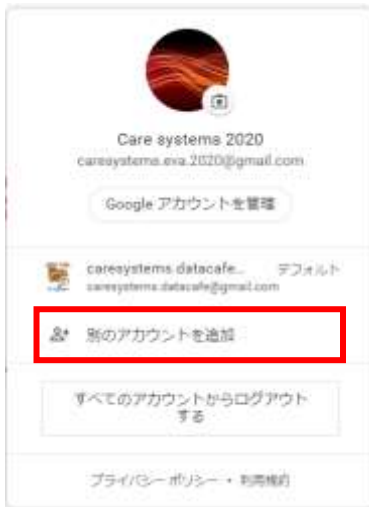 Care systems 2020
caresystems.eva.2020@gmail.com
Google アカウントを管理
caresystems.datacafe... デフォルト
caresystems.datacafe@gmail.com
別のアカウントを追加
すべてのアカウントからログアウト
する
プライバシー ポリシー • 利用規約